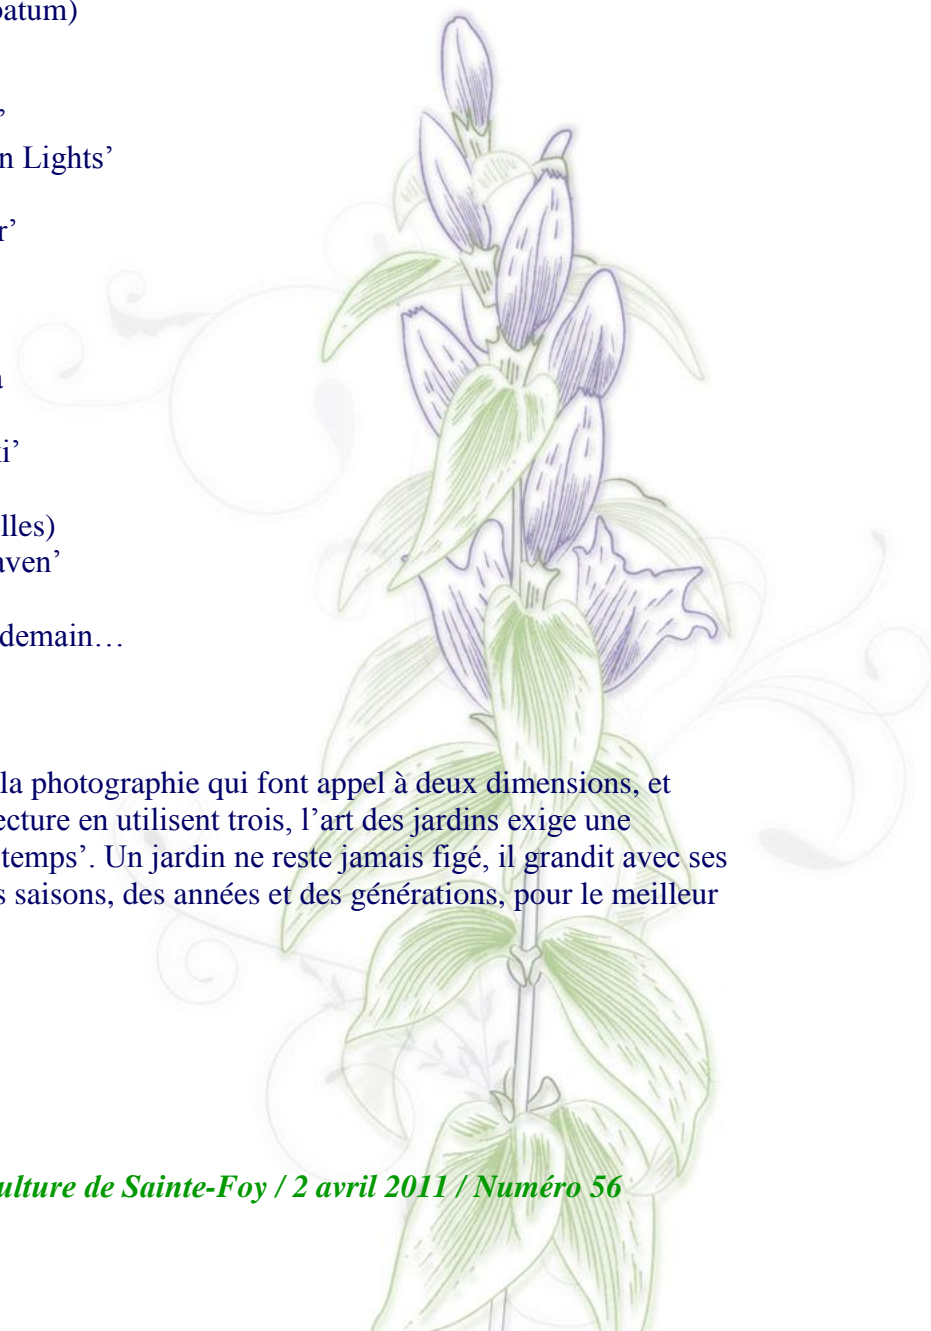 batum)
’
n Lights’
r’
a
ki’
lles)
aven’
demain…
la photographie qui font appel à deux dimensions, et
ecture en utilisent trois, l’art des jardins exige une
temps’. Un jardin ne reste jamais figé, il grandit avec ses
s saisons, des années et des générations, pour le meilleur
ulture de Sainte-Foy / 2 avril 2011 / Numéro 56